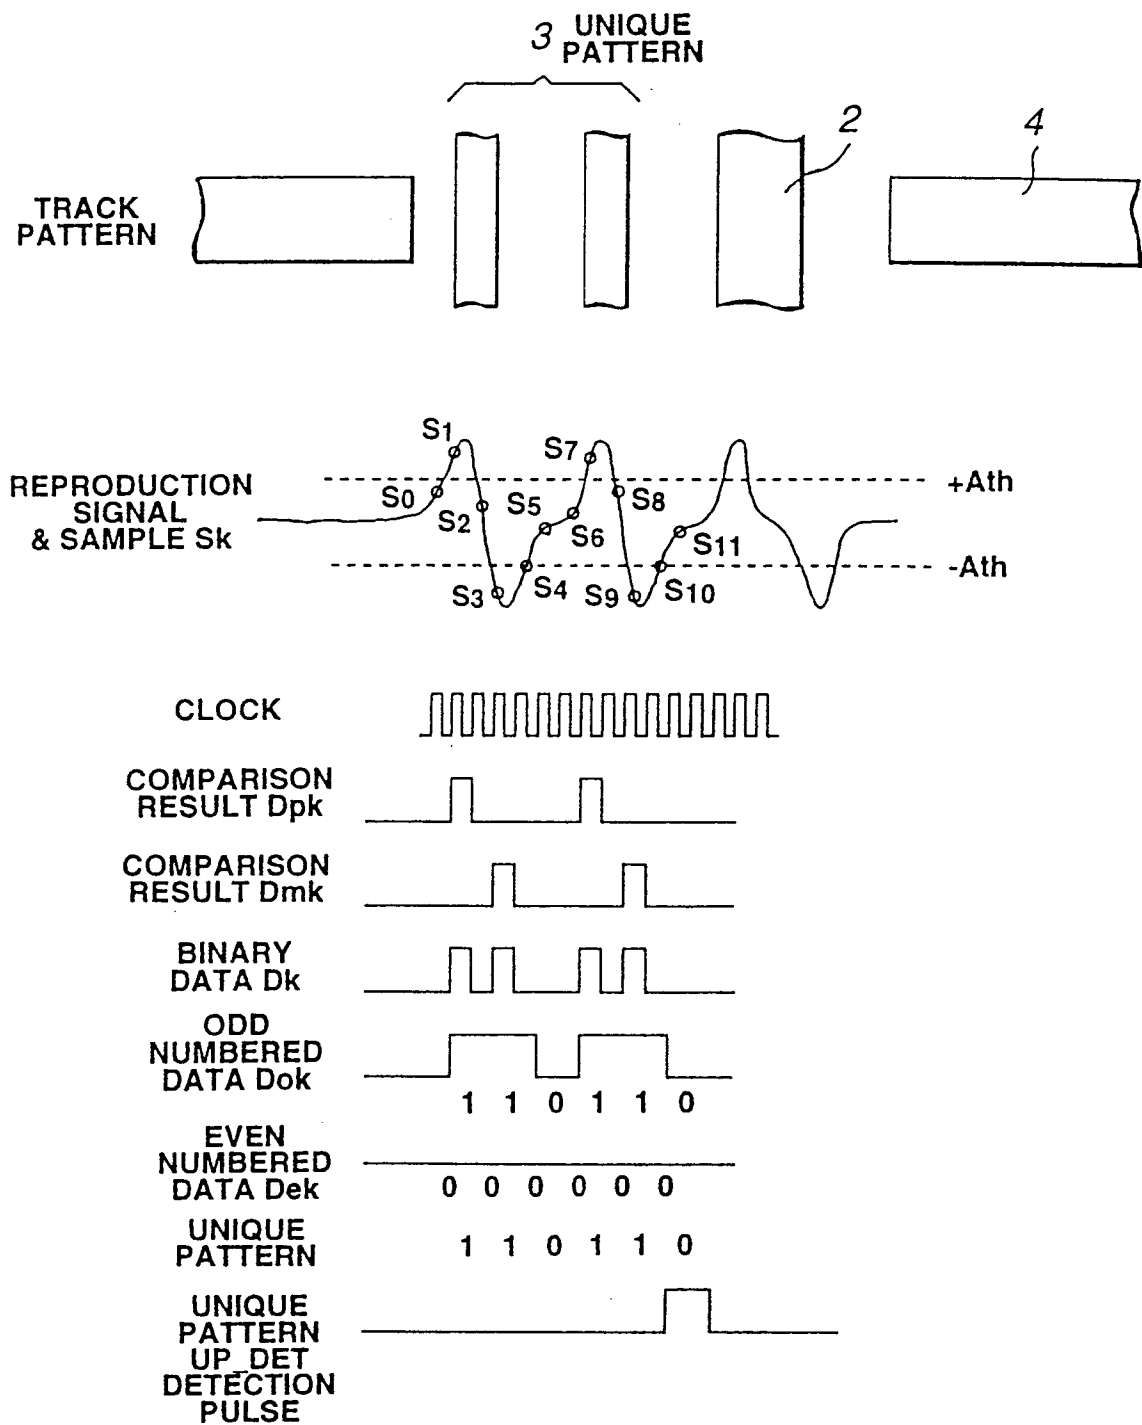 3 UNIQUE
PATTERN
2
4
TRACK
PATTERN
REPRODUCTION
SIGNAL
& SAMPLE Sk
S0
S1
S2
S3
S4
S5
S6
S7
S8
S9
S10
S11
+Ath
-Ath
CLOCK
COMPARISON
RESULT Dpk
COMPARISON
RESULT Dmk
BINARY
DATA Dk
ODD
NUMBERED
DATA Dok
1 1 0 1 1 0
EVEN
NUMBERED
DATA Dek
0 0 0 0 0 0
UNIQUE
PATTERN
1 1 0 1 1 0
UNIQUE
PATTERN
UP_DET
DETECTION
PULSE